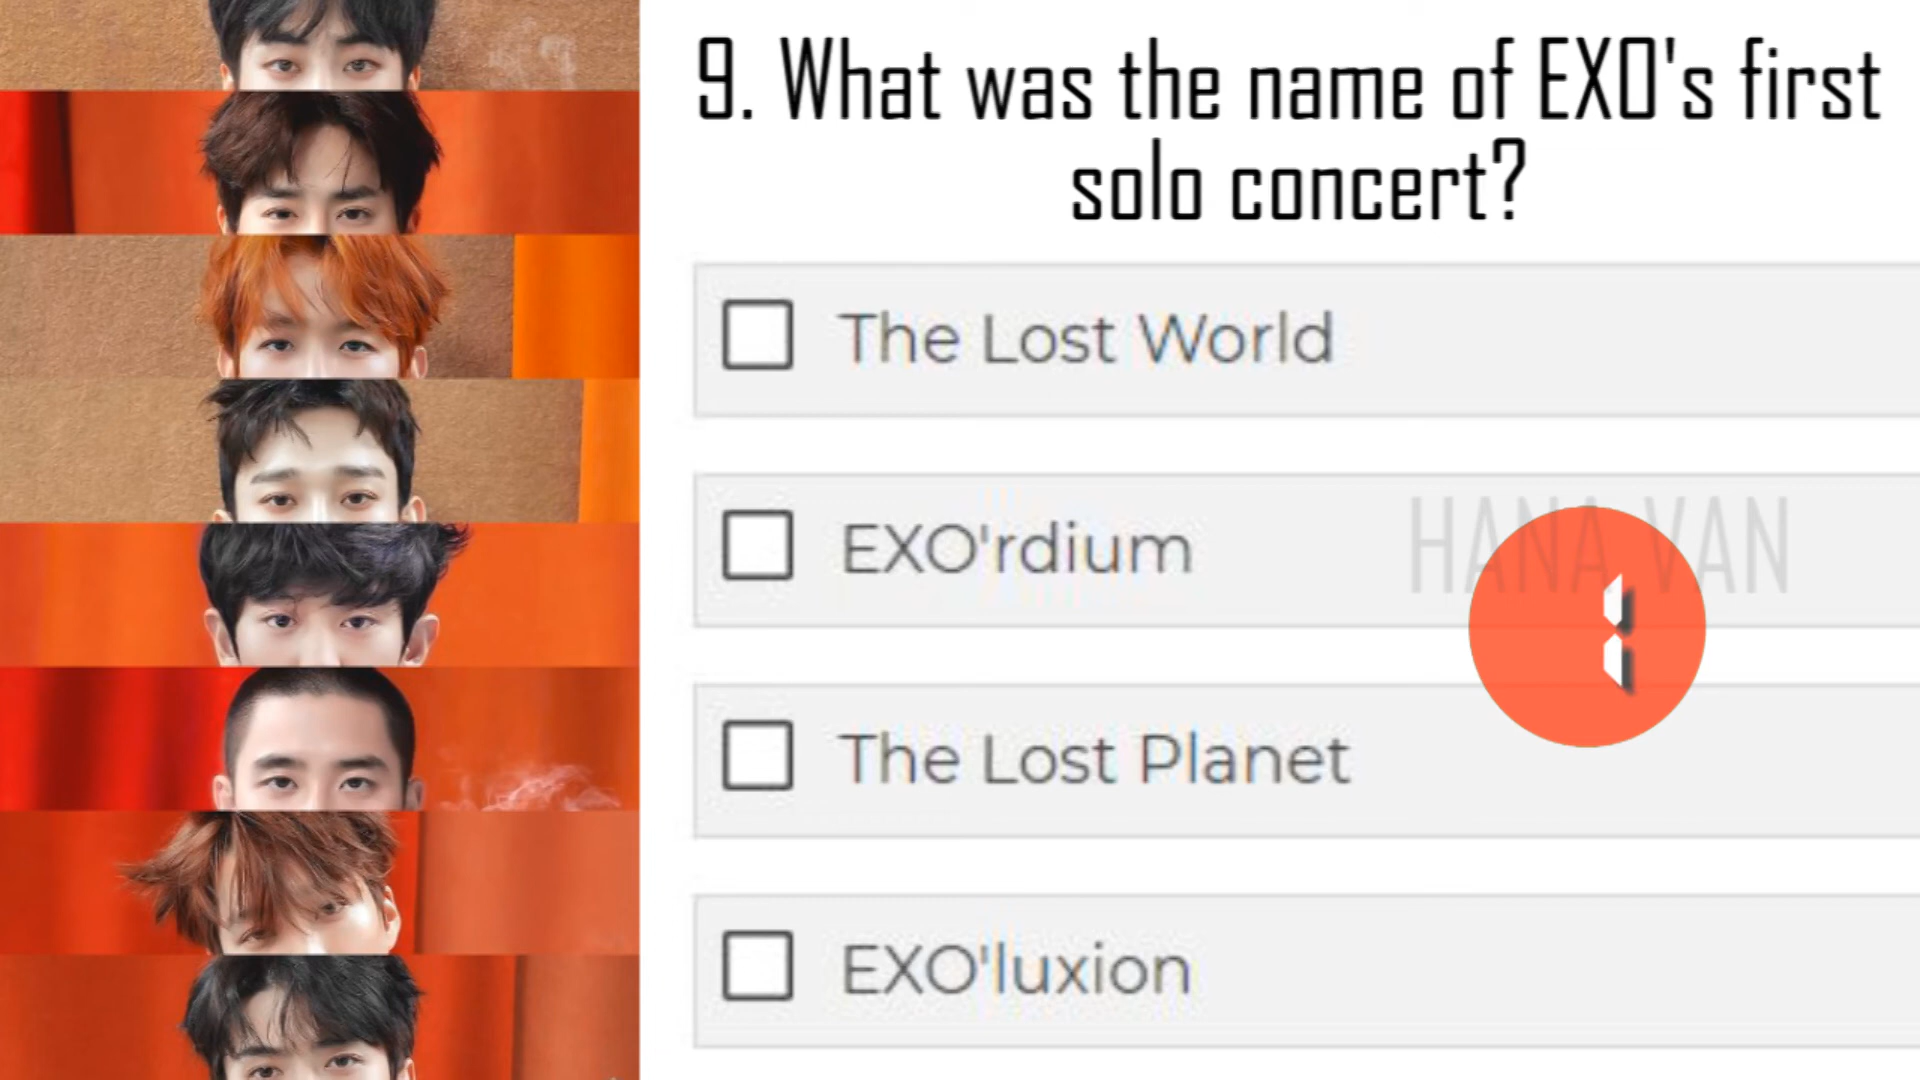 9. What was the name of EXO's first
solo concert?
The Lost World
EXO'rdium
HANA VAN
1
The Lost Planet
EXO'luxion